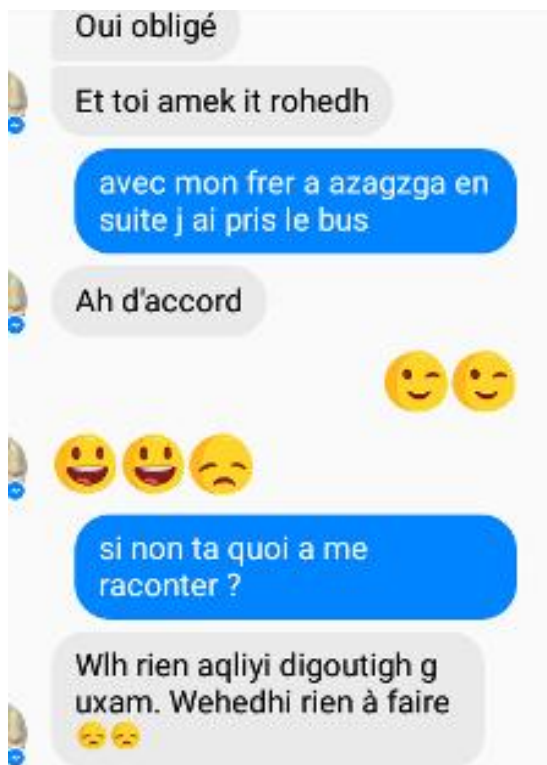 Oui obligé
Et toi amek it rohedh
avec mon frer a azagzga en
suite j ai pris le bus
Ah d'accord
😉😉
😃😃😞
si non ta quoi a me
raconter ?
Wlh rien aqliyi digoutigh g
uxam. Wehedhi rien à faire
😞😞